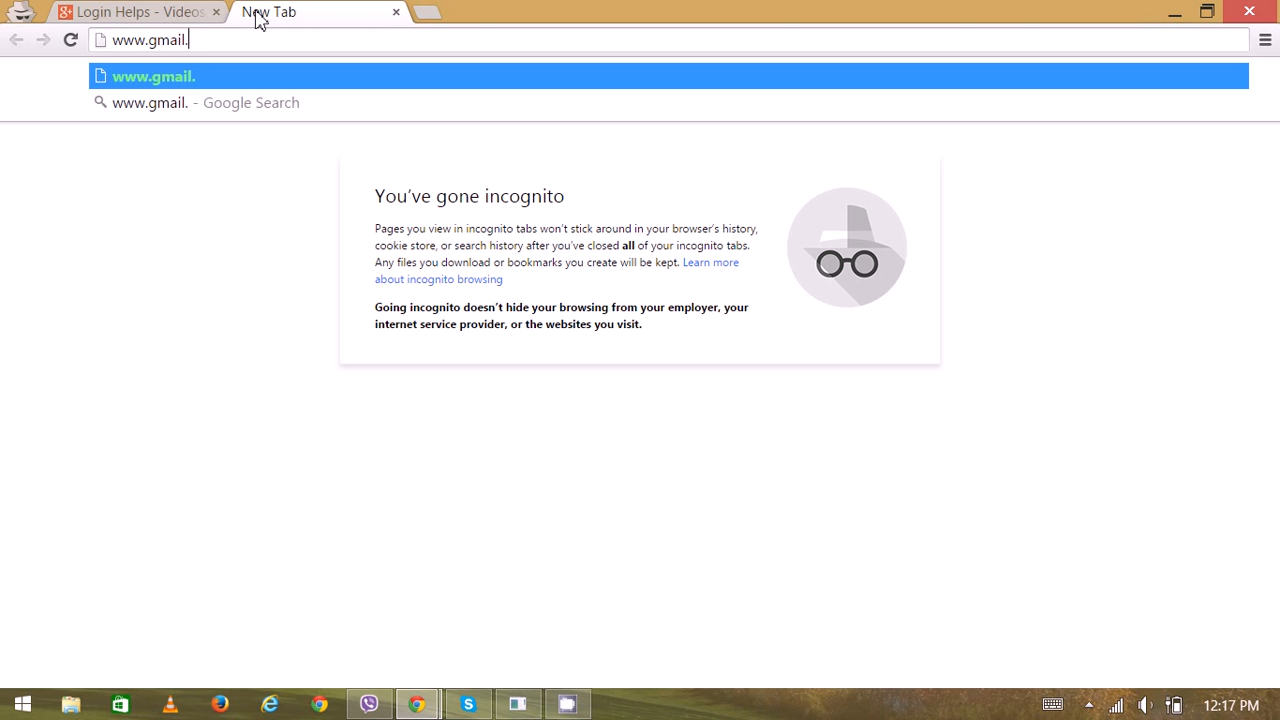 Login Helps - Videos
New Tab
www.gmail.
www.gmail.
www.gmail. - Google Search
You've gone incognito
Pages you view in incognito tabs won't stick around in your browser's history,
cookie store, or search history after you've closed all of your incognito tabs.
Any files you download or bookmarks you create will be kept. Learn more
about incognito browsing
Going incognito doesn't hide your browsing from your employer, your
internet service provider, or the websites you visit.
12:17 PM